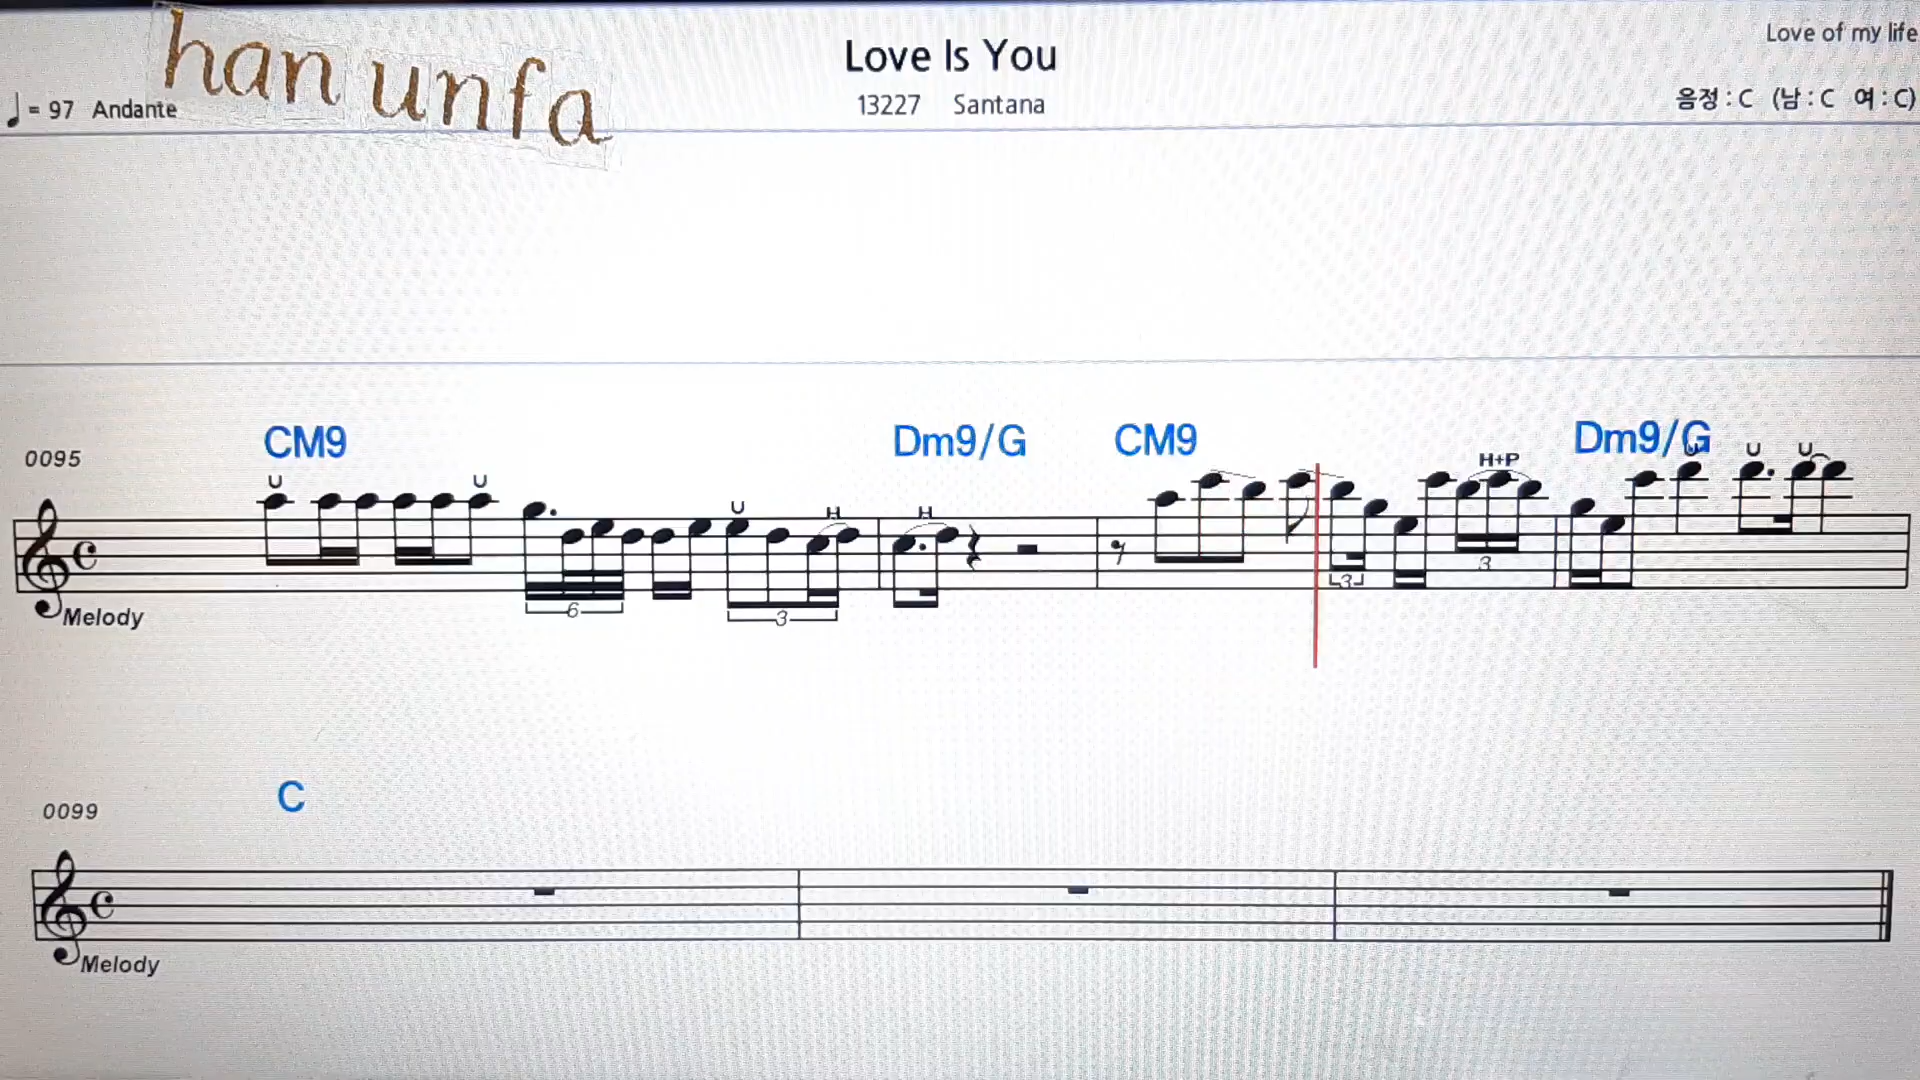 han unfa
Love Is You
Love of my life
= 97 Andante
13227 Santana
음정 : C (남 : C 여 : C)
0095
CM9
Dm9/G
CM9
Dm9/G
U U U H H H+P U U U
Melody
6 3 3 3
0099
C
Melody